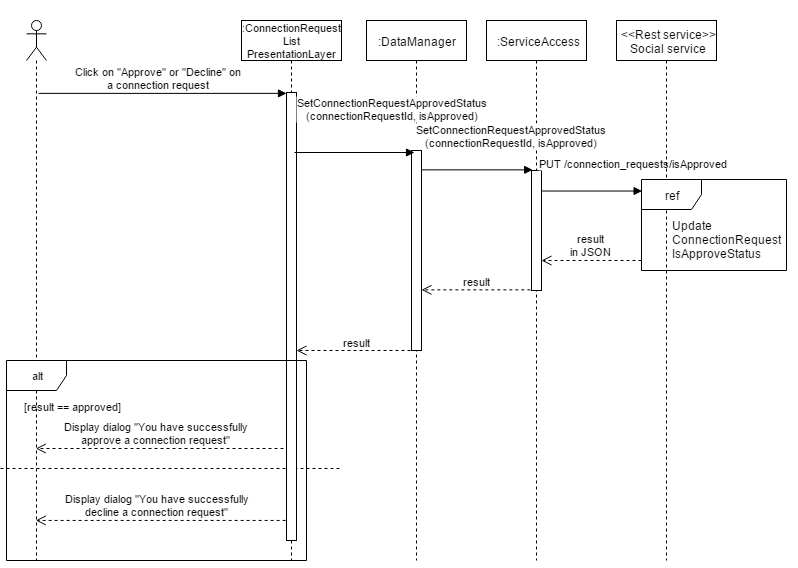 :ConnectionRequest
List
PresentationLayer
:DataManager
:ServiceAccess
<<Rest service>>
Social service
Click on "Approve" or "Decline" on
a connection request
SetConnectionRequestApprovedStatus
(connectionRequestId, isApproved)
SetConnectionRequestApprovedStatus
(connectionRequestId, isApproved)
PUT /connection_requests/isApproved
ref
Update
ConnectionRequest
IsApproveStatus
result
in JSON
result
result
alt
[result == approved]
Display dialog "You have successfully
approve a connection request"
Display dialog "You have successfully
decline a connection request"